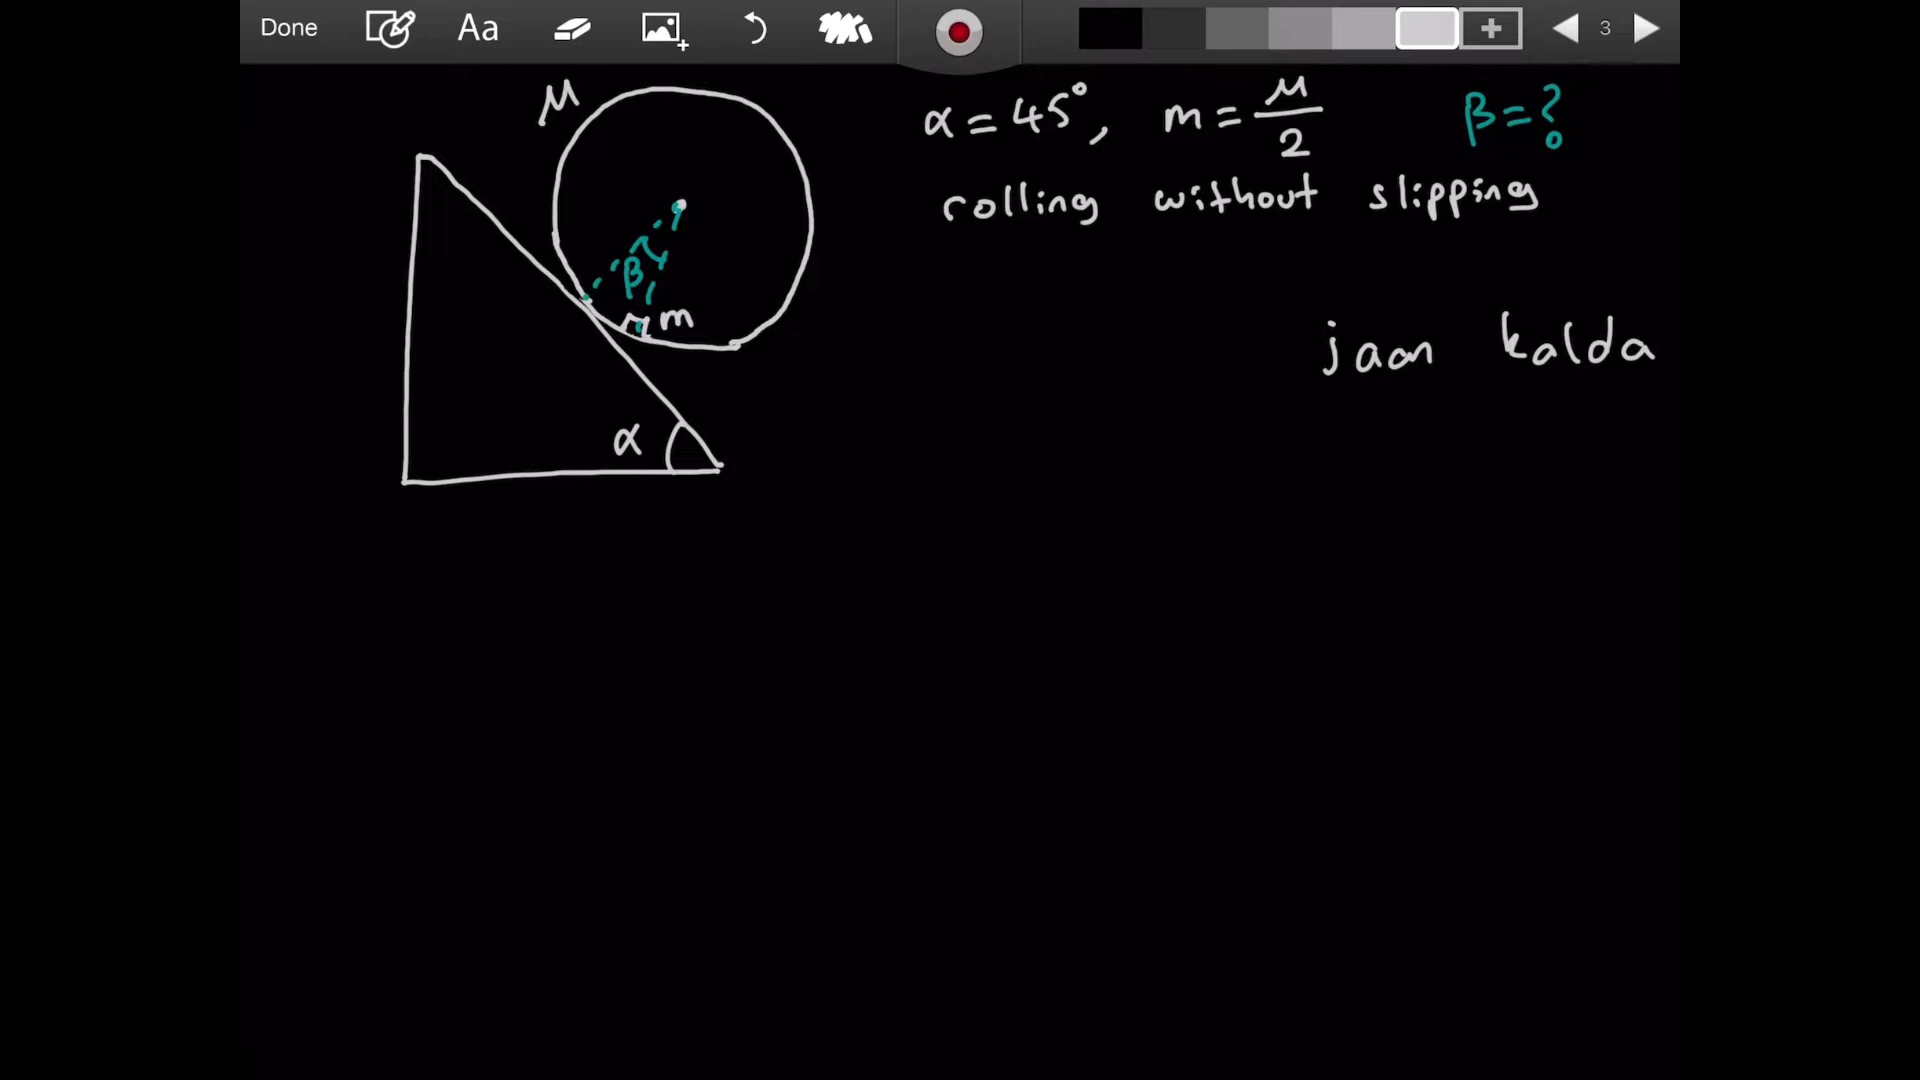 Done Aa 3
M
α = 45°, m = M/2 β = ?
rolling without slipping
β
m
jaan kalda
α